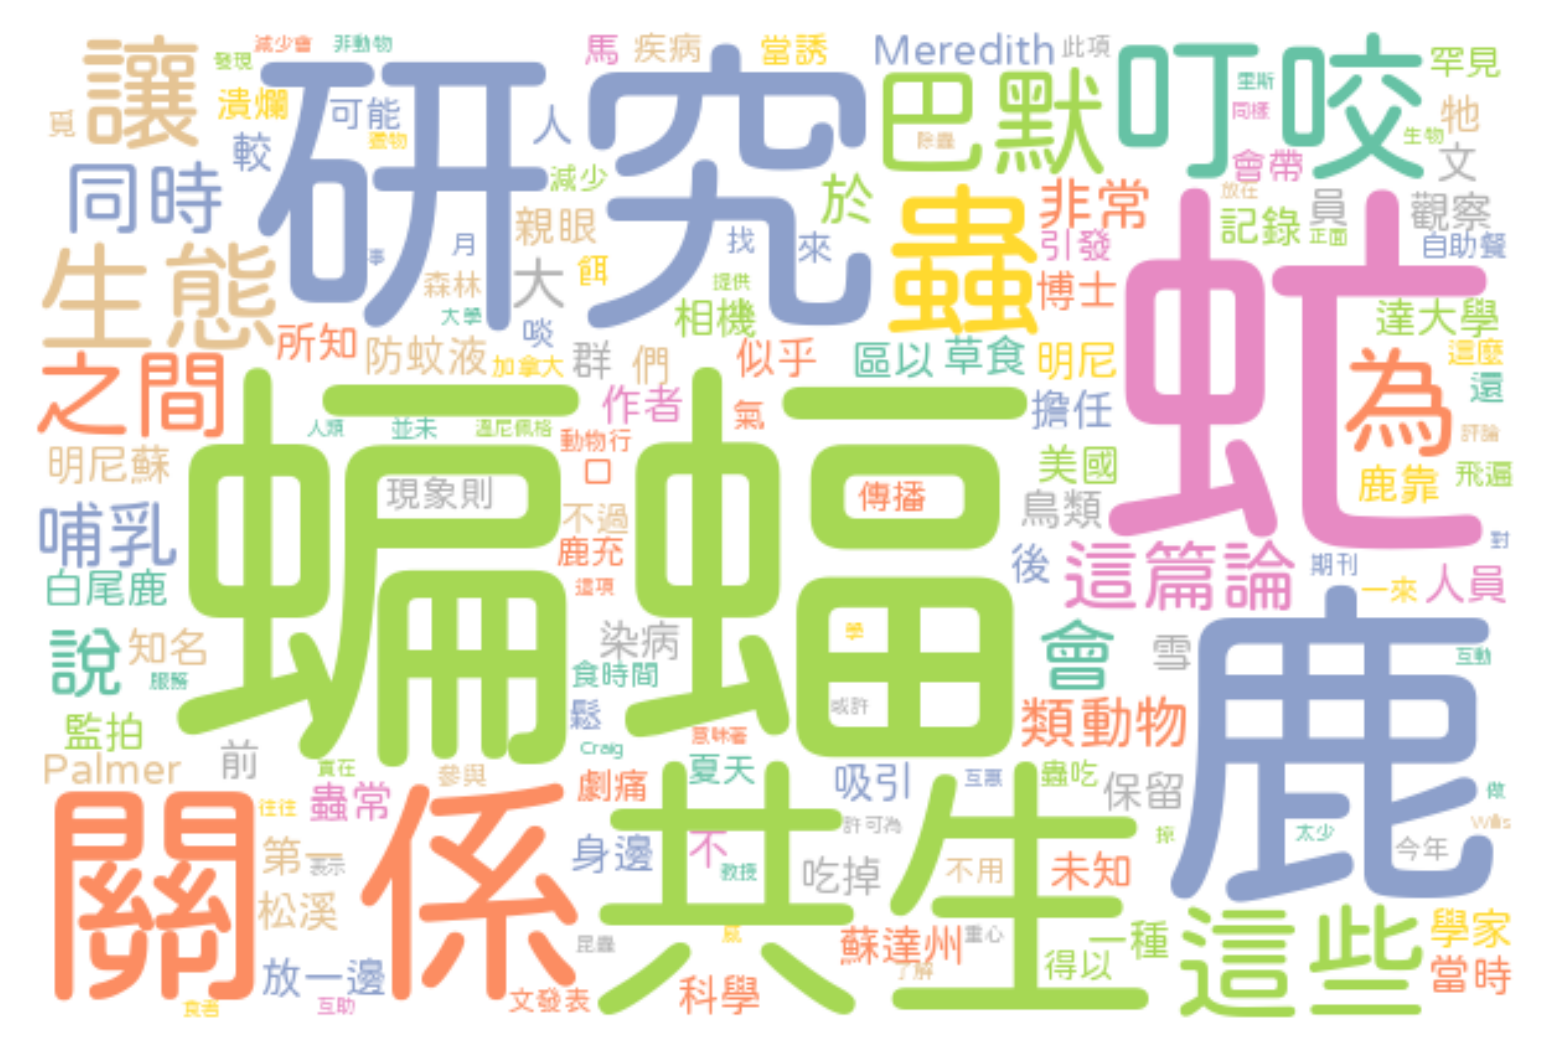 讓
發現
減少會
非動物
馬
疾病
當誘
Meredith
此項
罕見
覓
潰爛
研究
可能
人
巴默
叮咬
里斯
同樣
牠
較
減少
除蟲
會帶
生物
文
同時
親眼
於
蟲
非常
放在
記錄
員
觀察
生態
月
事
找
來
引發
正面
自助餐
虻
森林
大
餌
提供
相機
博士
達大學
所知
大學
啖
之間
防蚊液
加拿大
群
們
似乎
區以
草食
明尼
為
這麼
還
蝙蝠
作者
氣
擔任
人類
並未
溫尼佩格
動物行
評論
明尼蘇
口
美國
鹿靠
飛遍
現象則
傳播
哺乳
不過
鳥類
鹿充
後
這篇論
期刊
對
白尾鹿
這項
一來
人員
說
知名
染病
學
會
雪
鹿
互動
服務
食時間
或許
監拍
鬆
類動物
前
Craig
意味著
Palmer
實在
參與
夏天
吸引
互惠
蟲吃
保留
做
關係
往往
蟲常
劇痛
共生
許可為
掠
太少
Willis
第一
表示
身邊
不
教授
吃掉
不用
未知
今年
松溪
昆蟲
蘇達州
重心
一種
這些
學家
放一邊
了解
得以
當時
食者
互助
文發表
科學